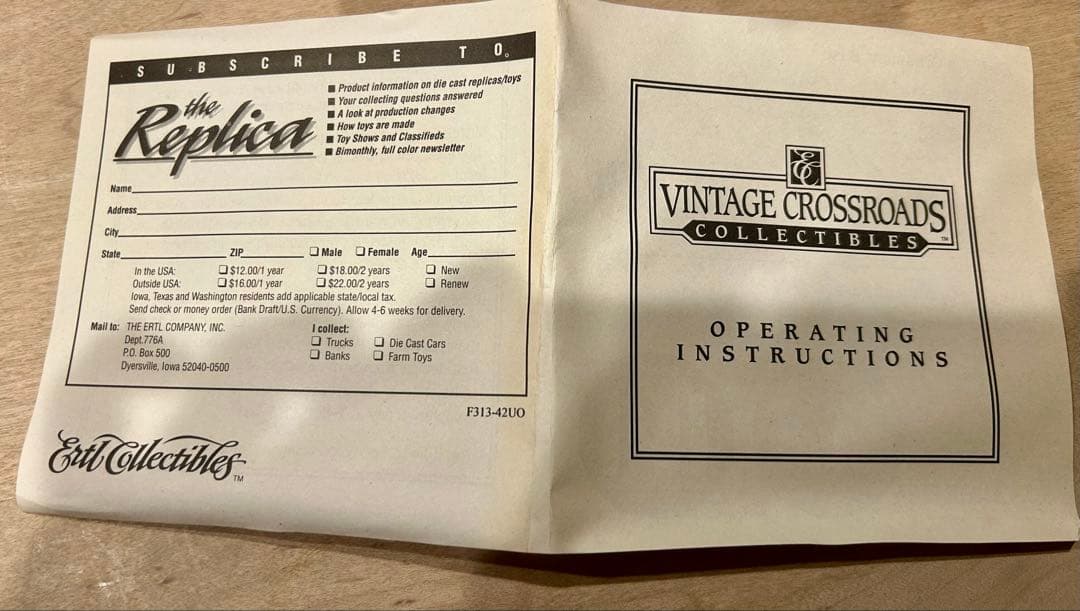 SUBSCRIBE TO
the
Replica
■ Product information on die cast replicas/toys
■ Your collecting questions answered
■ A look at production changes
■ How toys are made
■ Toy Shows and Classifieds
■ Bimonthly, full color newsletter
Name
Address
City
State ZIP ❏ Male ❏ Female Age
In the USA: ❏ $12.00/1 year ❏ $18.00/2 years ❏ New
Outside USA: ❏ $16.00/1 year ❏ $22.00/2 years ❏ Renew
Iowa, Texas and Washington residents add applicable state/local tax.
Send check or money order (Bank Draft/U.S. Currency). Allow 4-6 weeks for delivery.
Mail to: THE ERTL COMPANY, INC. I collect:
Dept.776A ❏ Trucks ❏ Die Cast Cars
P.O. Box 500 ❏ Banks ❏ Farm Toys
Dyersville, Iowa 52040-0500
F313-42UO
Ertl Collectibles™
VINTAGE CROSSROADS
COLLECTIBLES™
OPERATING
INSTRUCTIONS